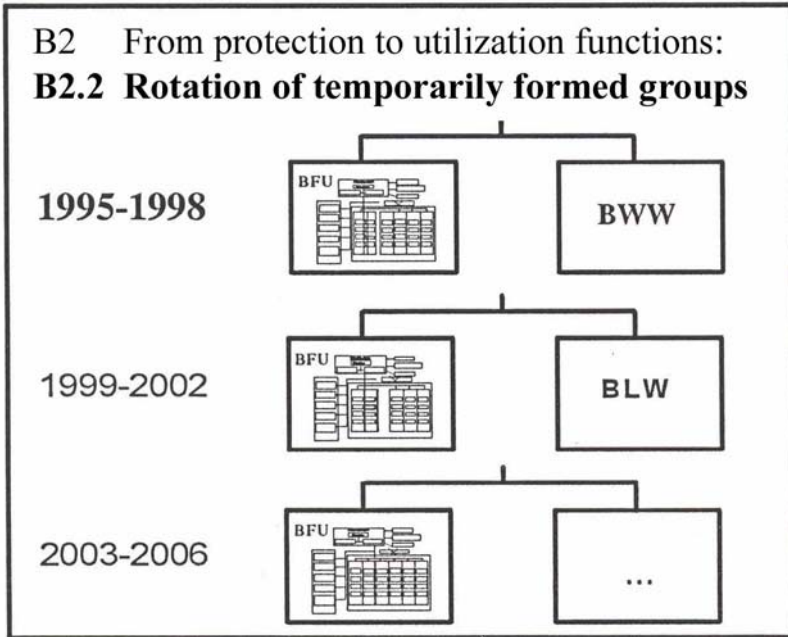 B2 From protection to utilization functions:
B2.2 Rotation of temporarily formed groups
1995-1998
BFU
BWW
1999-2002
BFU
BLW
2003-2006
BFU
...